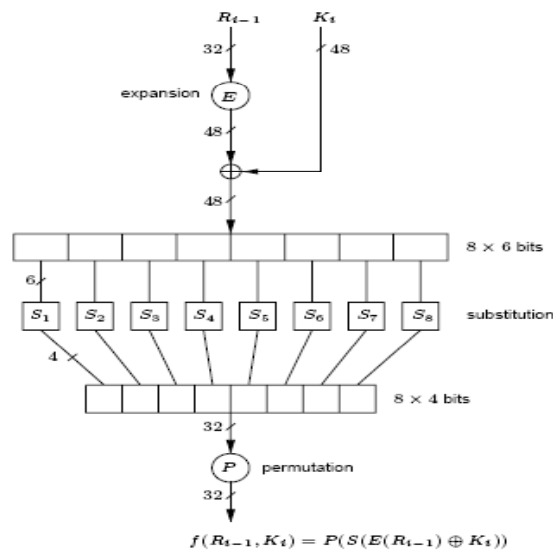 R_{i-1} K_i
32 48
expansion E
48
48
8 × 6 bits
6
S_1 S_2 S_3 S_4 S_5 S_6 S_7 S_8 substitution
4
8 × 4 bits
32
P permutation
32
f(R_{i-1}, K_i) = P(S(E(R_{i-1}) ⊕ K_i))